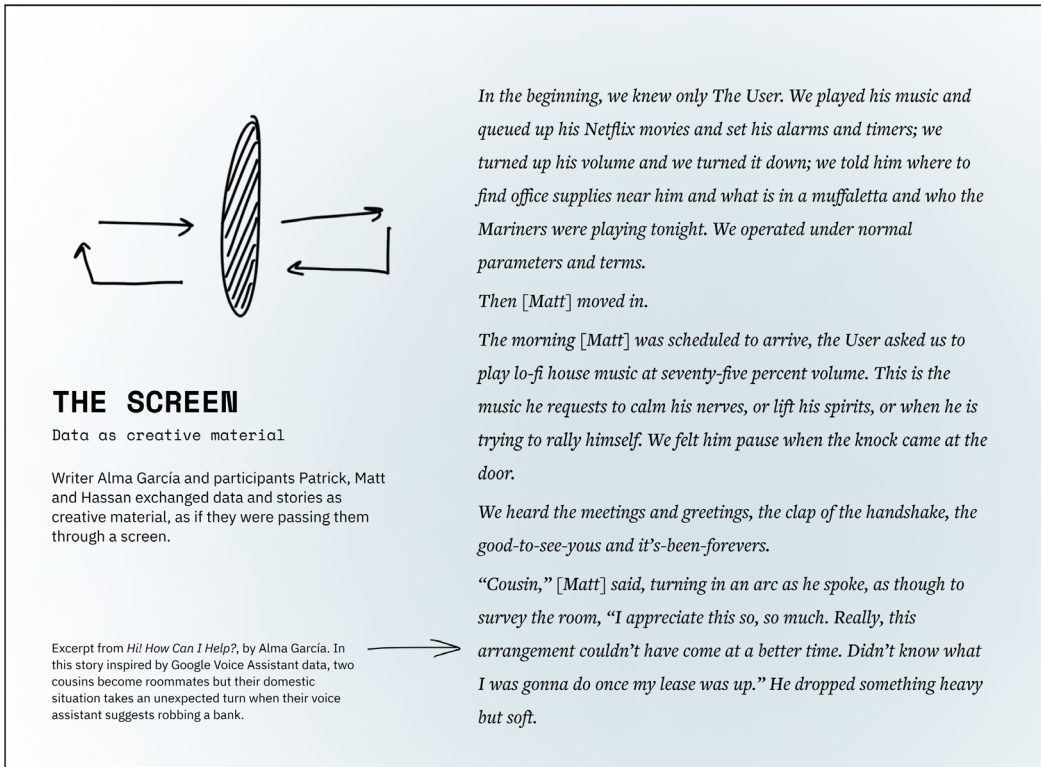 THE SCREEN
Data as creative material
Writer Alma García and participants Patrick, Matt
and Hassan exchanged data and stories as
creative material, as if they were passing them
through a screen.
Excerpt from Hi! How Can I Help?, by Alma García. In
this story inspired by Google Voice Assistant data, two
cousins become roommates but their domestic
situation takes an unexpected turn when their voice
assistant suggests robbing a bank.
In the beginning, we knew only The User. We played his music and
queued up his Netflix movies and set his alarms and timers; we
turned up his volume and we turned it down; we told him where to
find office supplies near him and what is in a muffaletta and who the
Mariners were playing tonight. We operated under normal
parameters and terms.
Then [Matt] moved in.
The morning [Matt] was scheduled to arrive, the User asked us to
play lo-fi house music at seventy-five percent volume. This is the
music he requests to calm his nerves, or lift his spirits, or when he is
trying to rally himself. We felt him pause when the knock came at the
door.
We heard the meetings and greetings, the clap of the handshake, the
good-to-see-yous and it’s-been-forevers.
“Cousin,” [Matt] said, turning in an arc as he spoke, as though to
survey the room, “I appreciate this so, so much. Really, this
arrangement couldn’t have come at a better time. Didn’t know what
I was gonna do once my lease was up.” He dropped something heavy
but soft.